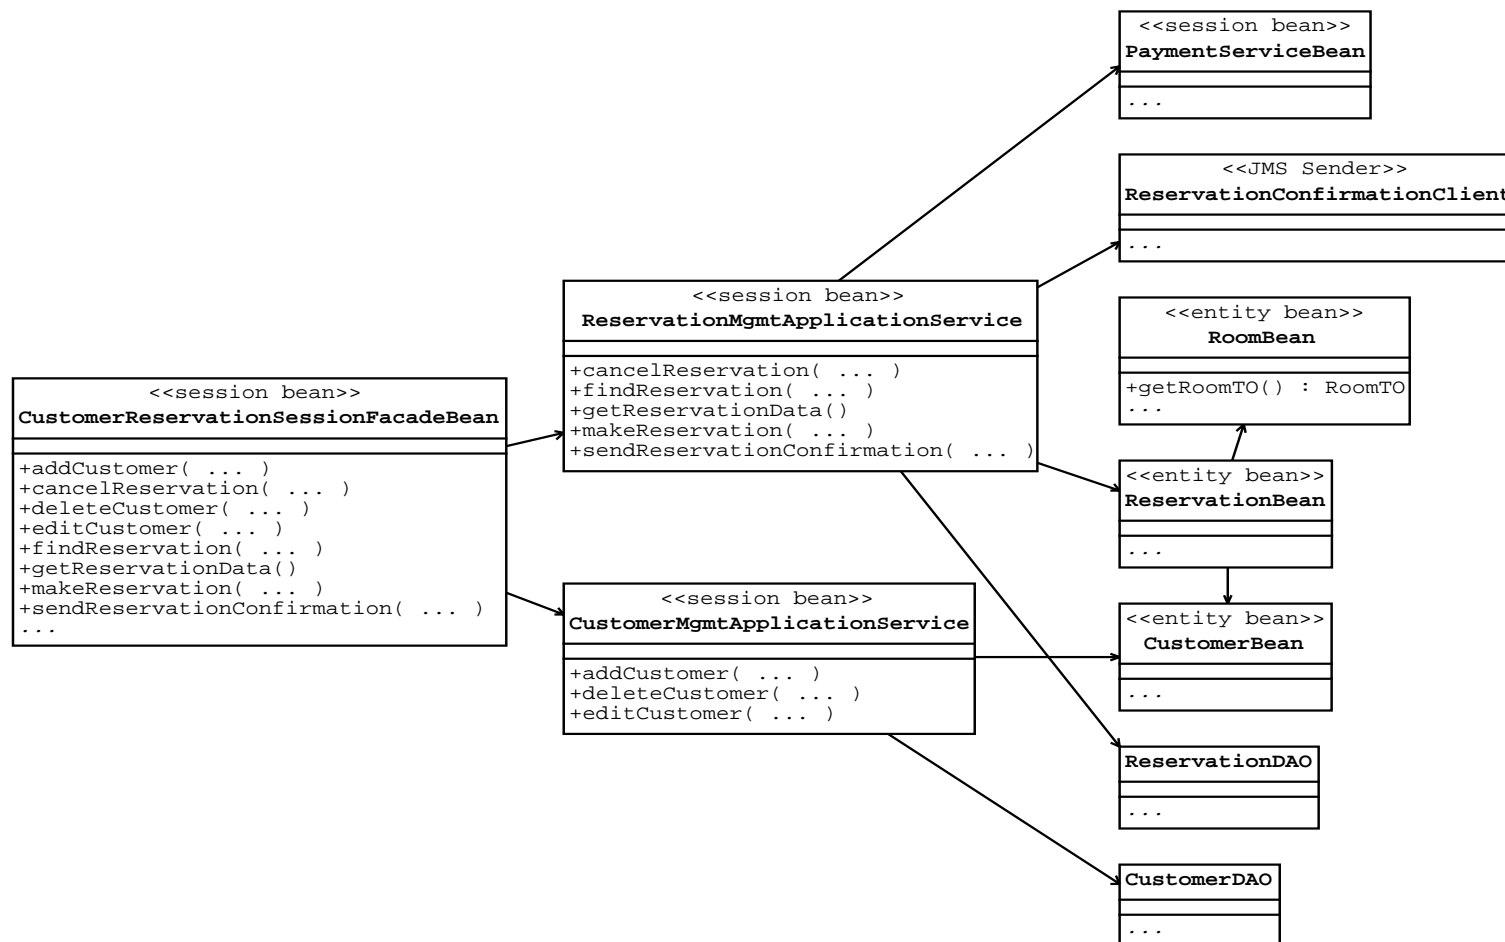 <<session bean>>
PaymentServiceBean
...
<<JMS Sender>>
ReservationConfirmationClient
...
<<session bean>>
ReservationMgmtApplicationService
+cancelReservation( ... )
+findReservation( ... )
+getReservationData()
+makeReservation( ... )
+sendReservationConfirmation( ... )
<<entity bean>>
RoomBean
+getRoomTO() : RoomTO
...
<<session bean>>
CustomerReservationSessionFacadeBean
+addCustomer( ... )
+cancelReservation( ... )
+deleteCustomer( ... )
+editCustomer( ... )
+findReservation( ... )
+getReservationData()
+makeReservation( ... )
+sendReservationConfirmation( ... )
...
<<entity bean>>
ReservationBean
...
<<session bean>>
CustomerMgmtApplicationService
+addCustomer( ... )
+deleteCustomer( ... )
+editCustomer( ... )
<<entity bean>>
CustomerBean
...
ReservationDAO
...
CustomerDAO
...